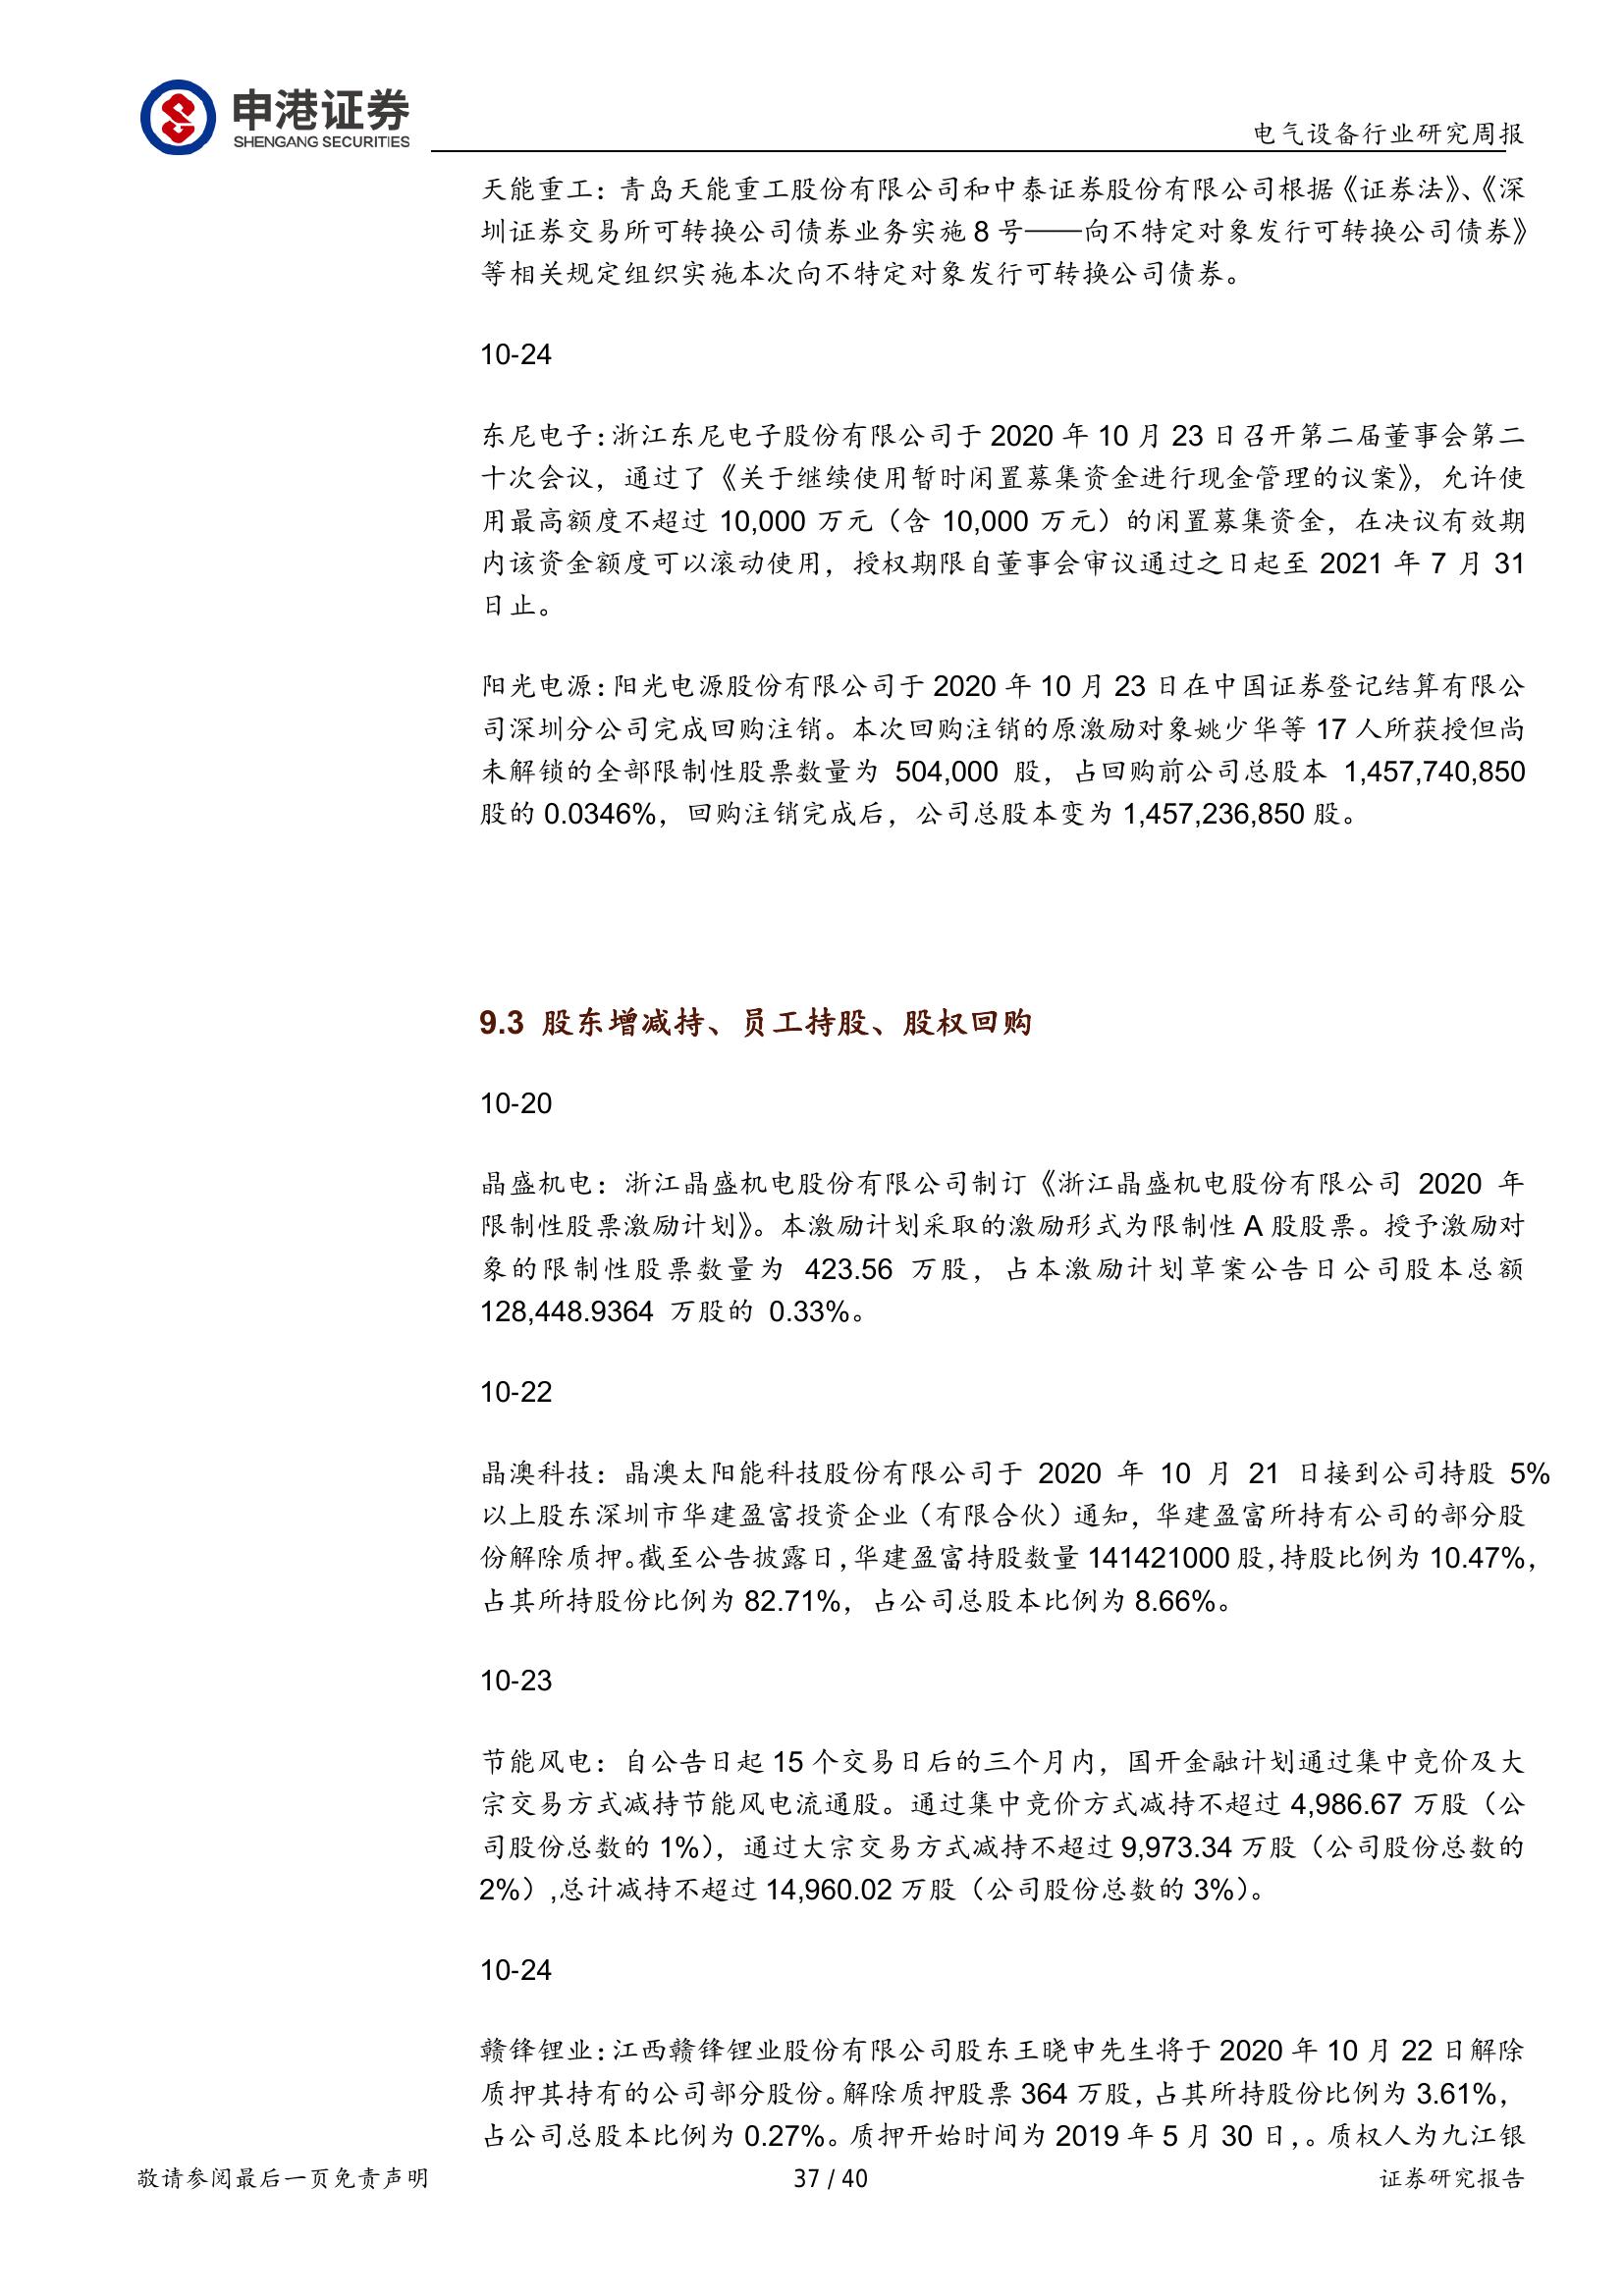 申港证券
SHENGANG SECURITIES
电气设备行业研究周报
天能重工：青岛天能重工股份有限公司和中泰证券股份有限公司根据《证券法》、《深
圳证券交易所可转换公司债券业务实施 8 号——向不特定对象发行可转换公司债券》
等相关规定组织实施本次向不特定对象发行可转换公司债券。
10-24
东尼电子：浙江东尼电子股份有限公司于 2020 年 10 月 23 日召开第二届董事会第二
十次会议，通过了《关于继续使用暂时闲置募集资金进行现金管理的议案》，允许使
用最高额度不超过 10,000 万元（含 10,000 万元）的闲置募集资金，在决议有效期
内该资金额度可以滚动使用，授权期限自董事会审议通过之日起至 2021 年 7 月 31
日止。
阳光电源：阳光电源股份有限公司于 2020 年 10 月 23 日在中国证券登记结算有限公
司深圳分公司完成回购注销。本次回购注销的原激励对象姚少华等 17 人所获授但尚
未解锁的全部限制性股票数量为 504,000 股，占回购前公司总股本 1,457,740,850
股的 0.0346%，回购注销完成后，公司总股本变为 1,457,236,850 股。
9.3 股东增减持、员工持股、股权回购
10-20
晶盛机电：浙江晶盛机电股份有限公司制订《浙江晶盛机电股份有限公司 2020 年
限制性股票激励计划》。本激励计划采取的激励形式为限制性 A 股股票。授予激励对
象的限制性股票数量为 423.56 万股，占本激励计划草案公告日公司股本总额
128,448.9364 万股的 0.33%。
10-22
晶澳科技：晶澳太阳能科技股份有限公司于 2020 年 10 月 21 日接到公司持股 5%
以上股东深圳市华建盈富投资企业（有限合伙）通知，华建盈富所持有公司的部分股
份解除质押。截至公告披露日，华建盈富持股数量 141421000 股，持股比例为 10.47%，
占其所持股份比例为 82.71%，占公司总股本比例为 8.66%。
10-23
节能风电：自公告日起 15 个交易日后的三个月内，国开金融计划通过集中竞价及大
宗交易方式减持节能风电流通股。通过集中竞价方式减持不超过 4,986.67 万股（公
司股份总数的 1%），通过大宗交易方式减持不超过 9,973.34 万股（公司股份总数的
2%）,总计减持不超过 14,960.02 万股（公司股份总数的 3%）。
10-24
赣锋锂业：江西赣锋锂业股份有限公司股东王晓申先生将于 2020 年 10 月 22 日解除
质押其持有的公司部分股份。解除质押股票 364 万股，占其所持股份比例为 3.61%，
占公司总股本比例为 0.27%。质押开始时间为 2019 年 5 月 30 日，。质权人为九江银
敬请参阅最后一页免责声明
37 / 40
证券研究报告